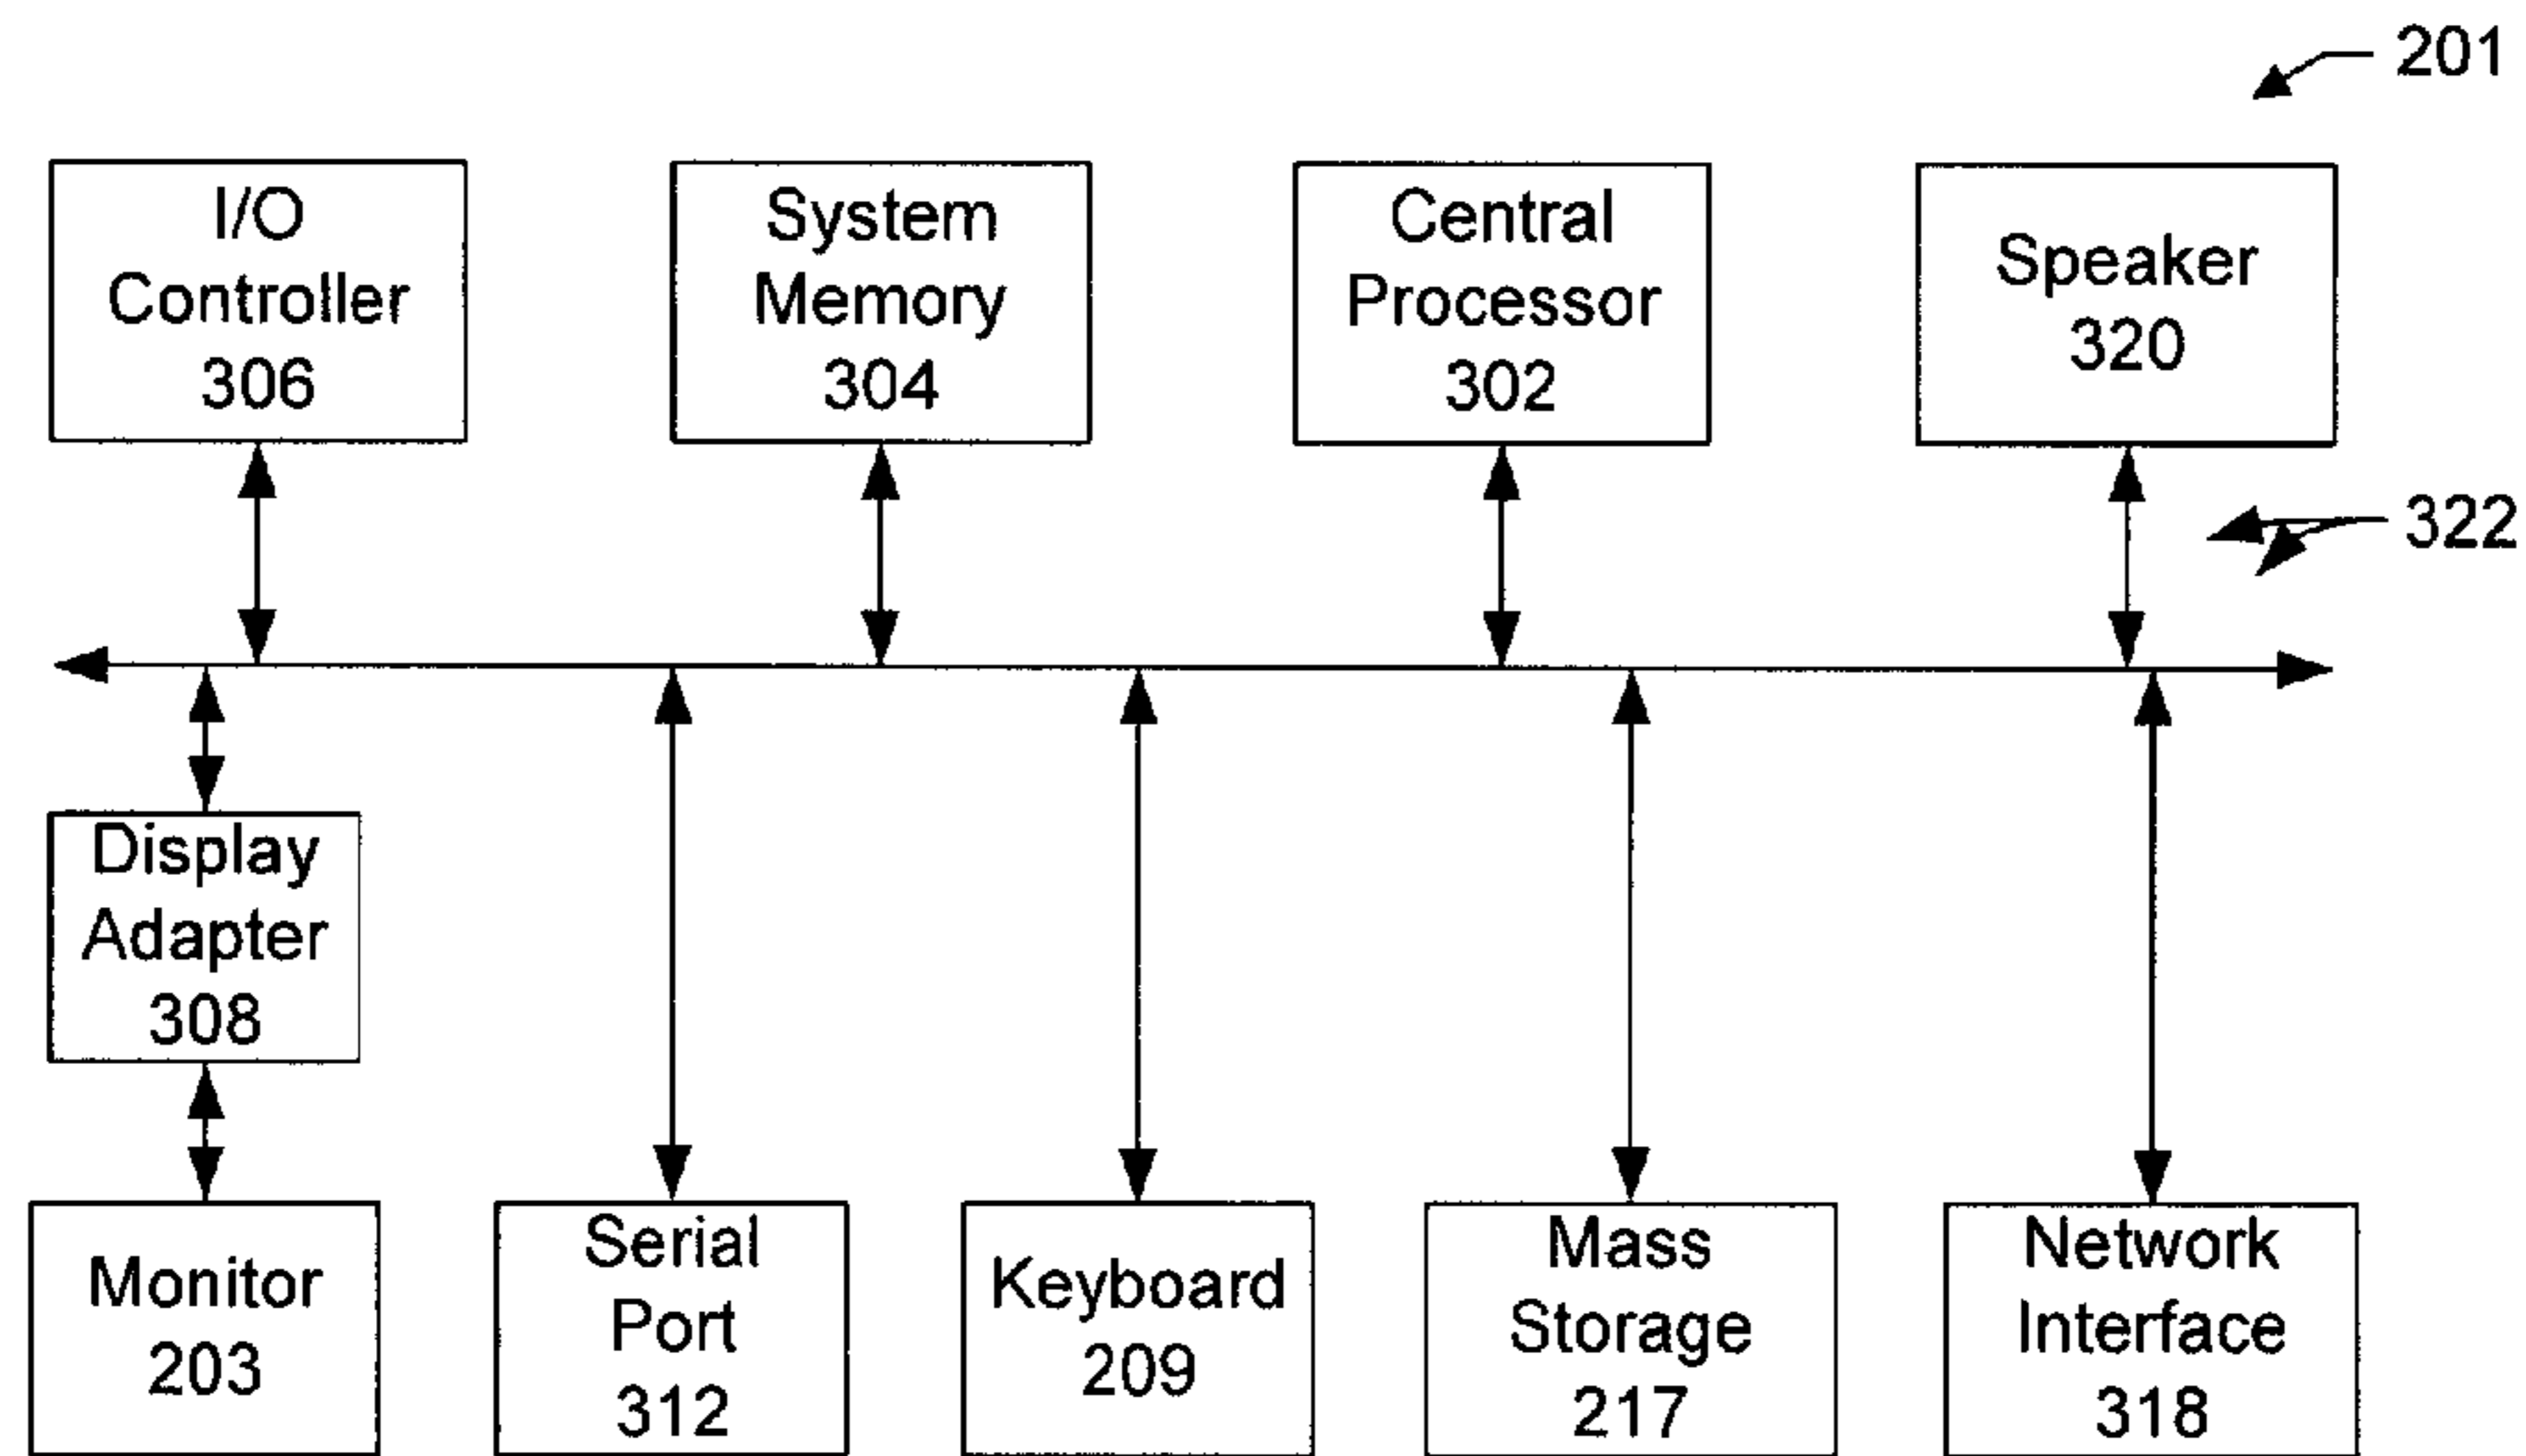 201
I/O
Controller
306
System
Memory
304
Central
Processor
302
Speaker
320
322
Display
Adapter
308
Monitor
203
Serial
Port
312
Keyboard
209
Mass
Storage
217
Network
Interface
318